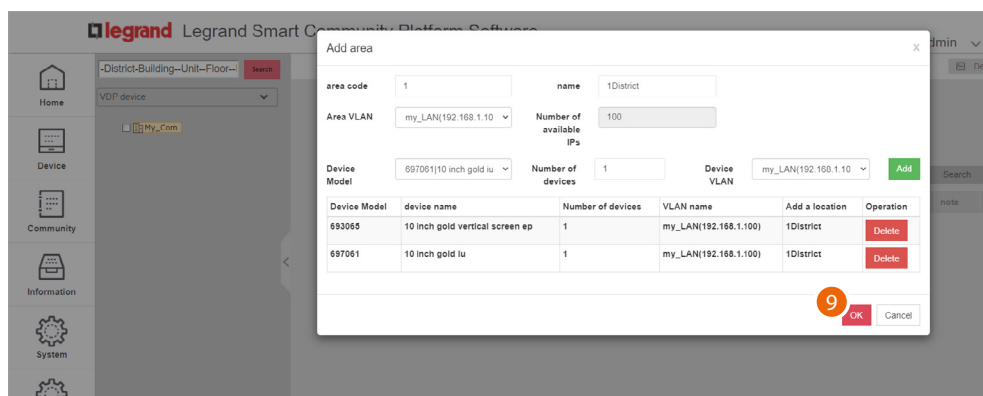 legrand Legrand Smart Community Platform Software
dmin
-District-Building--Unit--Floor-- Search
VDP device
My_Com
Home
Device
Community
Information
System
Add area X
area code 1 name 1District
Area VLAN my_LAN(192.168.1.10 Number of available IPs 100
Device Model 697061|10 inch gold iu Number of devices 1 Device VLAN my_LAN(192.168.1.10 Add
Device Model device name Number of devices VLAN name Add a location Operation
693065 10 inch gold vertical screen ep 1 my_LAN(192.168.1.100) 1District Delete
697061 10 inch gold iu 1 my_LAN(192.168.1.100) 1District Delete
9
OK Cancel
De
Search
note